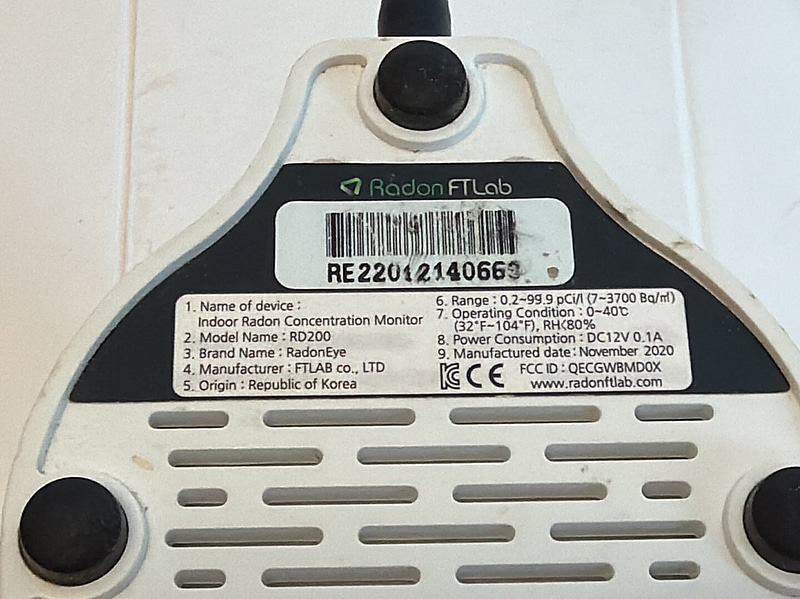 Radon FTLab
1. Name of device :
Indoor Radon Concentration Monitor
2. Model Name : RD200
3. Brand Name : RadonEye
4. Manufacturer : FTLAB co., LTD
5. Origin : Republic of Korea
6. Range : 0.2~99.9 pCi/l (7~3700 Bq/㎥)
7. Operating Condition : 0~40℃
(32°F~104°F), RH<80%
8. Power Consumption : DC12V 0.1A
9. Manufactured date : November 2020
CE FCC ID : QECGWBMD0X
www.radonftlab.com